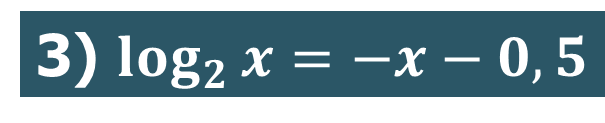 3) log₂ x = −x − 0, 5